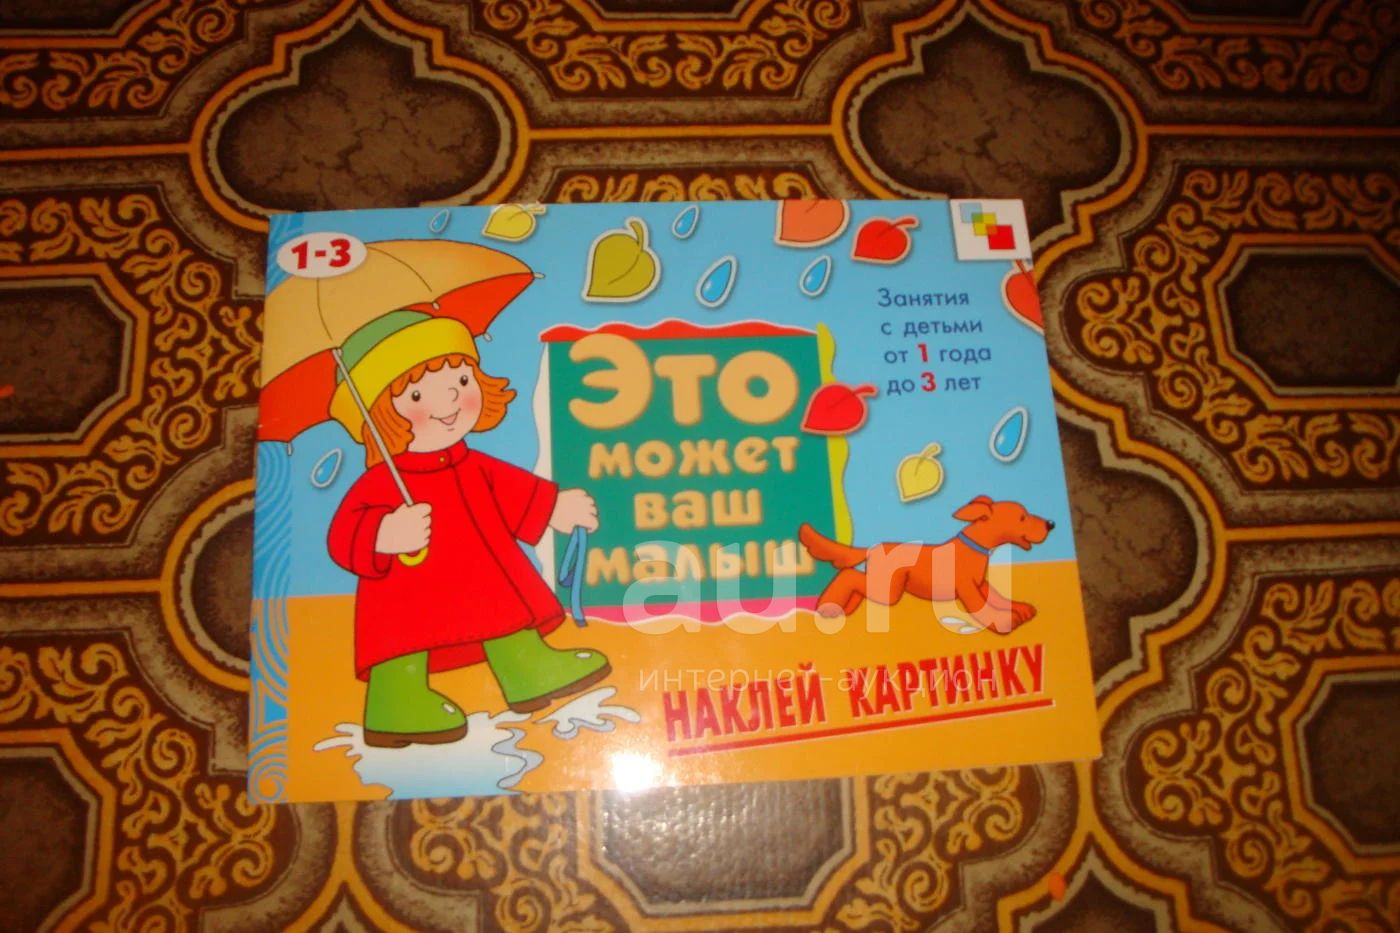 1-3
Занятия
с детьми
от 1 года
до 3 лет
Это
может
ваш
малыш
au.ru
интернет-аукцион
НАКЛЕЙ КАРТИНКУ